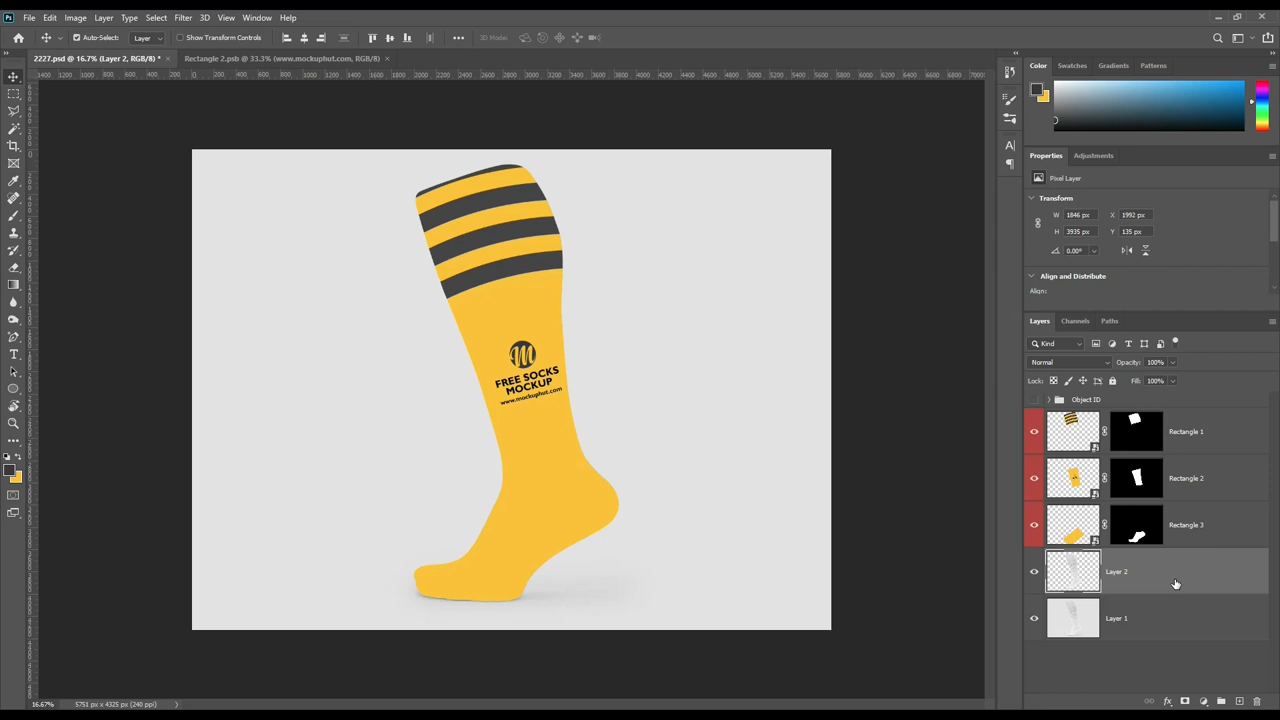 File Edit Image Layer Type Select Filter 3D View Window Help
Auto-Select: Layer Show Transform Controls 3D Mode:
2227.psd @ 16.7% (Layer 2, RGB/8) * × Rectangle 2.psb @ 33.3% (www.mockuphut.com, RGB/8) ×
FREE SOCKS
MOCKUP
www.mockuphut.com
16.67% 5751 px x 4325 px (240 ppi)
Color Swatches Gradients Patterns
Properties Adjustments
Pixel Layer
Transform
W 1846 px X 1992 px
H 3935 px Y 135 px
0.00°
Align and Distribute
Align:
Layers Channels Paths
Kind
Normal Opacity: 100%
Lock: Fill: 100%
Object ID
Rectangle 1
Rectangle 2
Rectangle 3
Layer 2
Layer 1